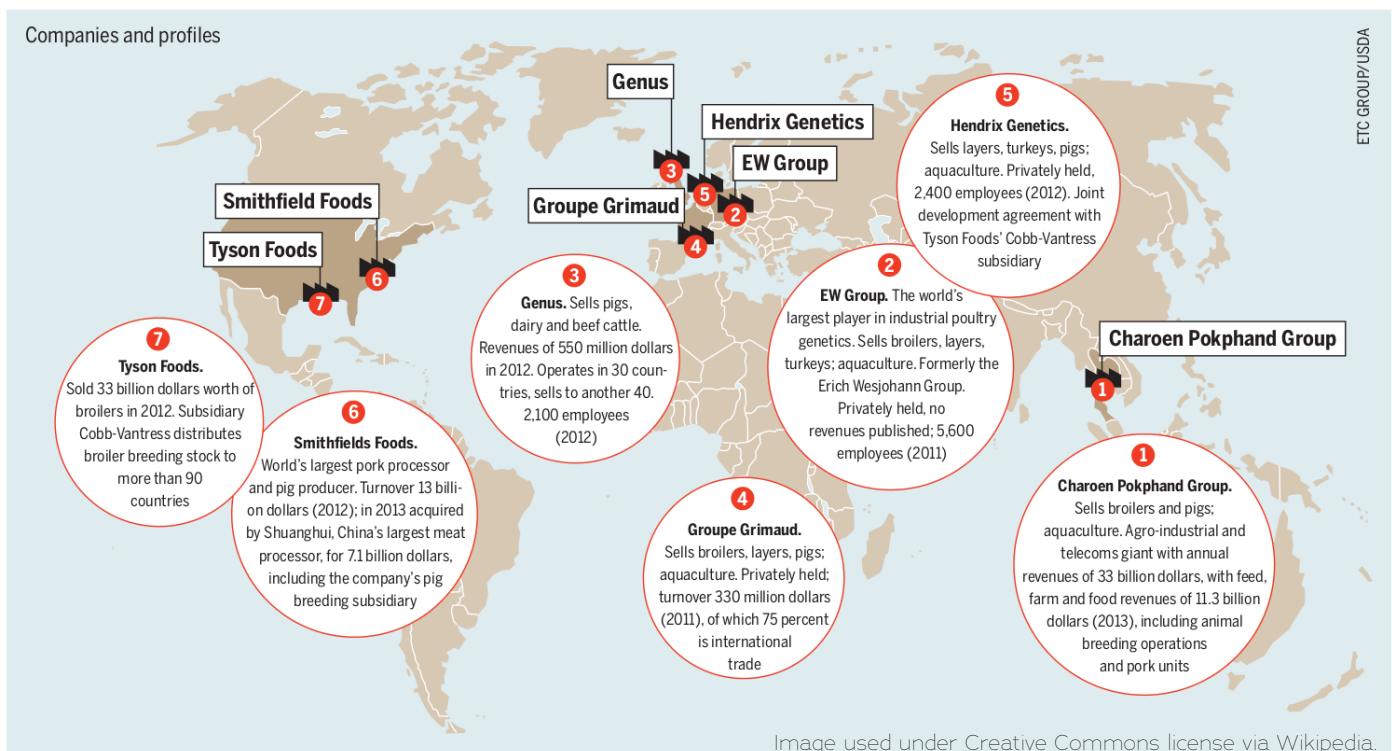 Companies and profiles
ETC GROUP/USDA
Genus
Hendrix Genetics
EW Group
Groupe Grimaud
Smithfield Foods
Tyson Foods
Charoen Pokphand Group
3
5
2
4
6
7
1
5
Hendrix Genetics.
Sells layers, turkeys, pigs;
aquaculture. Privately held,
2,400 employees (2012). Joint
development agreement with
Tyson Foods’ Cobb-Vantress
subsidiary
2
EW Group. The world’s
largest player in industrial poultry
genetics. Sells broilers, layers,
turkeys; aquaculture. Formerly the
Erich Wesjohann Group.
Privately held, no
revenues published; 5,600
employees (2011)
3
Genus. Sells pigs,
dairy and beef cattle.
Revenues of 550 million dollars
in 2012. Operates in 30 coun-
tries, sells to another 40.
2,100 employees
(2012)
7
Tyson Foods.
Sold 33 billion dollars worth of
broilers in 2012. Subsidiary
Cobb-Vantress distributes
broiler breeding stock to
more than 90
countries
6
Smithfields Foods.
World’s largest pork processor
and pig producer. Turnover 13 billi-
on dollars (2012); in 2013 acquired
by Shuanghui, China’s largest meat
processor, for 7.1 billion dollars,
including the company’s pig
breeding subsidiary
4
Groupe Grimaud.
Sells broilers, layers, pigs;
aquaculture. Privately held;
turnover 330 million dollars
(2011), of which 75 percent
is international
trade
1
Charoen Pokphand Group.
Sells broilers and pigs;
aquaculture. Agro-industrial and
telecoms giant with annual
revenues of 33 billion dollars, with feed,
farm and food revenues of 11.3 billion
dollars (2013), including animal
breeding operations
and pork units
Image used under Creative Commons license via Wikipedia